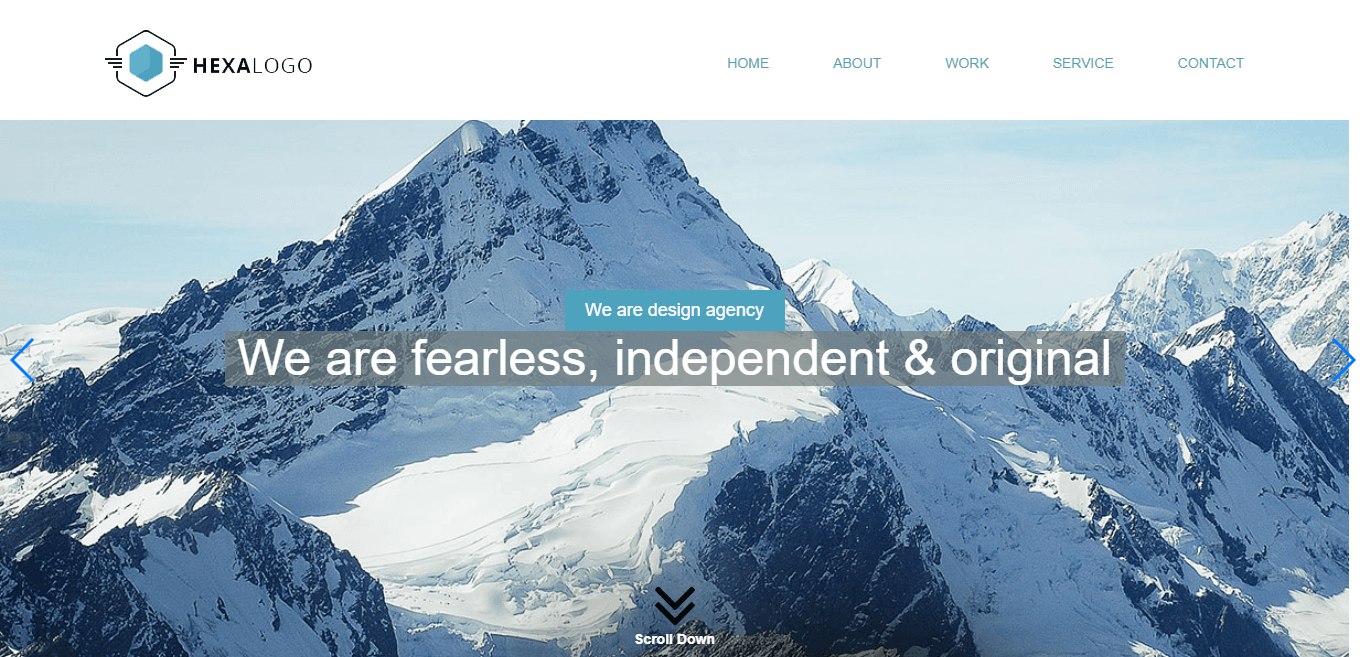 HEXALOGO
HOME ABOUT WORK SERVICE CONTACT
We are design agency
We are fearless, independent & original
Scroll Down